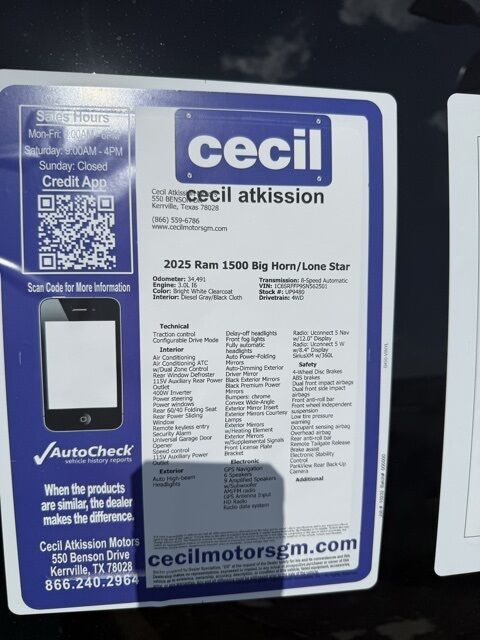 Sales Hours
Mon-Fri: 9:00AM - 6PM
Saturday: 9:00AM - 4PM
Sunday: Closed
Credit App
Scan Code for More Information
AutoCheck
vehicle history reports
When the products
are similar, the dealer
makes the difference.
Cecil Atkission Motors
550 Benson Drive
Kerrville, TX 78028
866.240.2964
cecil
cecil atkission
Cecil Atkission
550 BENSON
Kerrville, Texas 78028
(866) 559-6786
www.cecilmotorsgm.com
2025 Ram 1500 Big Horn/Lone Star
Odometer: 34,491
Engine: 3.0L I6
Color: Bright White Clearcoat
Interior: Diesel Gray/Black Cloth
Transmission: 8-Speed Automatic
VIN: 1C6SRFFP9SN562501
Stock #: UP9480
Drivetrain: 4WD
Technical
Traction control
Configurable Drive Mode
Interior
Air Conditioning
Air Conditioning ATC
w/Dual Zone Control
Rear Window Defroster
115V Auxiliary Rear Power
Outlet
400W Inverter
Power steering
Power windows
Rear 60/40 Folding Seat
Rear Power Sliding
Window
Remote keyless entry
Security Alarm
Universal Garage Door
Opener
Speed control
115V Auxiliary Power
Outlet
Exterior
Auto High-beam
Headlights
Delay-off headlights
Front fog lights
Fully automatic
headlights
Auto Power-Folding
Mirrors
Auto-Dimming Exterior
Driver Mirror
Black Exterior Mirrors
Black Premium Power
Mirrors
Bumpers: chrome
Convex Wide-Angle
Exterior Mirror Insert
Exterior Mirrors Courtesy
Lamps
Exterior Mirrors
w/Heating Element
Exterior Mirrors
w/Supplemental Signals
Front License Plate
Bracket
Electronic
GPS Navigation
6 Speakers
9 Amplified Speakers
w/Subwoofer
AM/FM radio
GPS Antenna Input
HD Radio
Radio data system
Radio: Uconnect 5 Nav
w/12.0" Display
Radio: Uconnect 5 W
w/8.4" Display
SiriusXM w/360L
Safety
4-Wheel Disc Brakes
ABS brakes
Dual front impact airbags
Dual front side impact
airbags
Front anti-roll bar
Front wheel independent
suspension
Low tire pressure
warning
Occupant sensing airbag
Overhead airbag
Rear anti-roll bar
Remote Tailgate Release
Brake assist
Electronic Stability
Control
ParkView Rear Back-Up
Camera
Additional
cecilmotorsgm.com